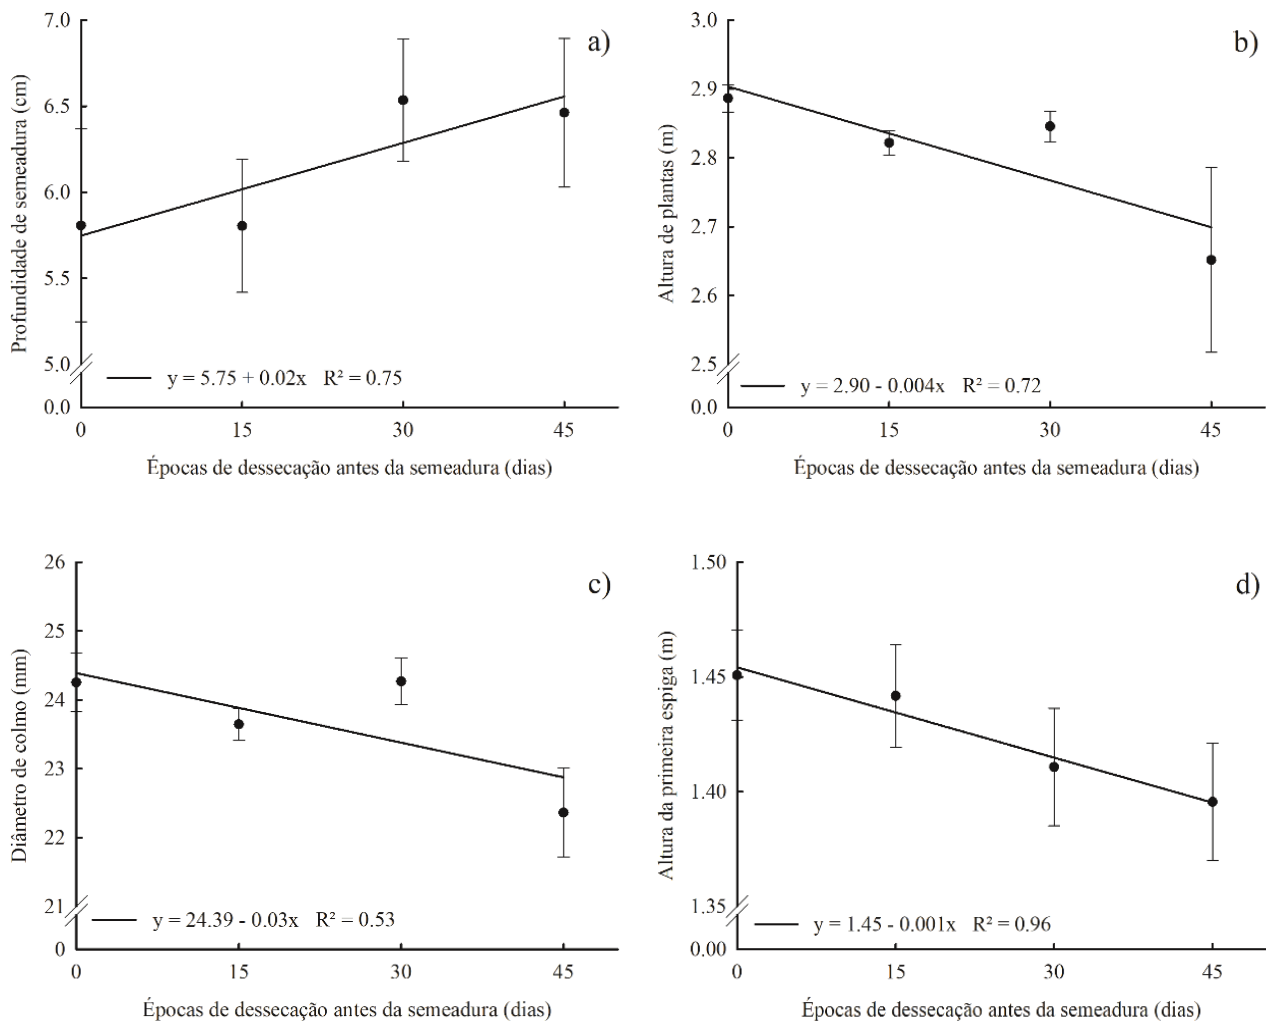 a)
Profundidade de semeadura (cm)
7.0
6.5
6.0
5.5
5.0
0.0
y = 5.75 + 0.02x R² = 0.75
0 15 30 45
Épocas de dessecação antes da semeadura (dias)
b)
Altura de plantas (m)
3.0
2.9
2.8
2.7
2.6
2.5
0.0
y = 2.90 - 0.004x R² = 0.72
0 15 30 45
Épocas de dessecação antes da semeadura (dias)
c)
Diâmetro de colmo (mm)
26
25
24
23
22
21
0
y = 24.39 - 0.03x R² = 0.53
0 15 30 45
Épocas de dessecação antes da semeadura (dias)
d)
Altura da primeira espiga (m)
1.50
1.45
1.40
1.35
0.00
y = 1.45 - 0.001x R² = 0.96
0 15 30 45
Épocas de dessecação antes da semeadura (dias)